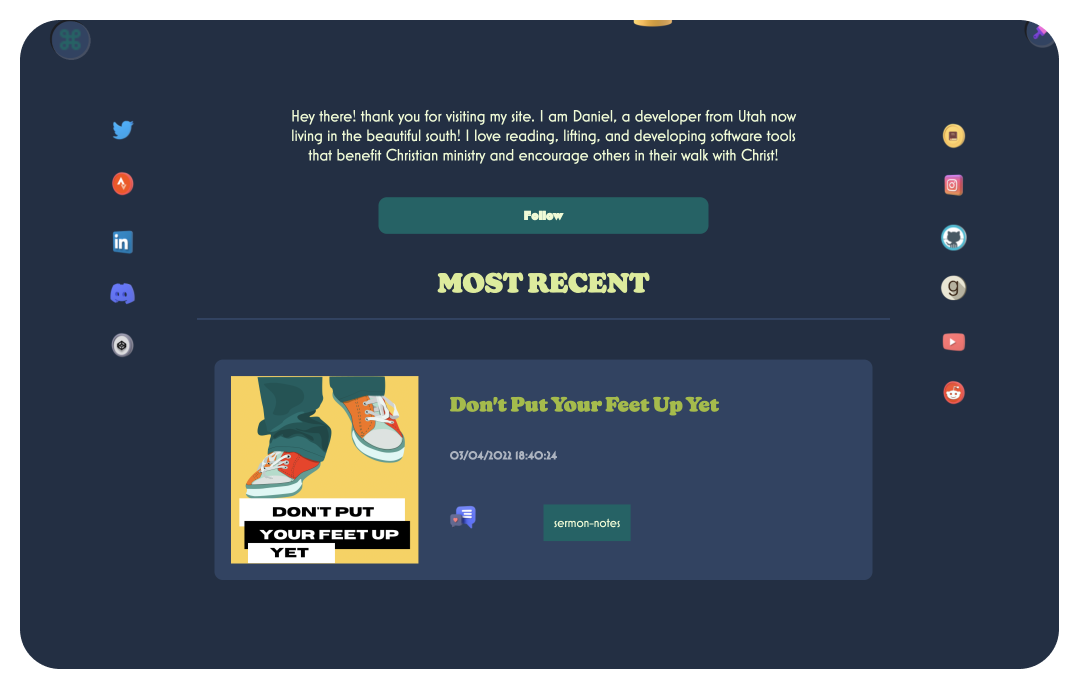 Hey there! thank you for visiting my site. I am Daniel, a developer from Utah now
living in the beautiful south! I love reading, lifting, and developing software tools
that benefit Christian ministry and encourage others in their walk with Christ!
Follow
MOST RECENT
Don't Put Your Feet Up Yet
03/04/2022 18:40:24
sermon-notes
DON'T PUT
YOUR FEET UP
YET
in
g